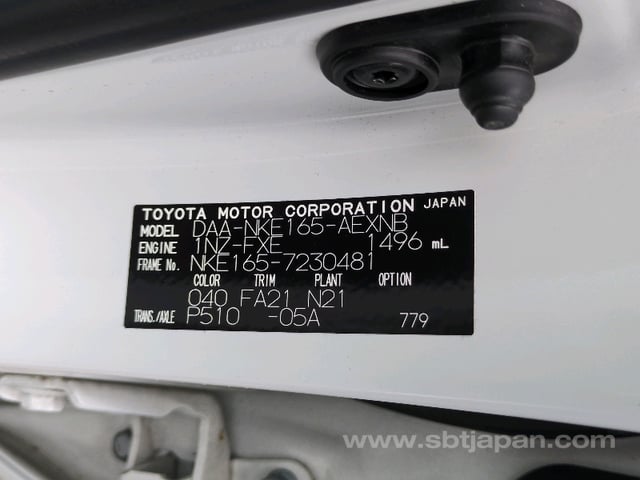 TOYOTA MOTOR CORPORATION JAPAN
MODEL DAA-NKE165-AEXNB
ENGINE 1NZ-FXE 1496 mL
FRAME No. NKE165-7230481
COLOR TRIM PLANT OPTION
040 FA21 N21
TRANS./AXLE P510 -05A 779
www.sbtjapan.com